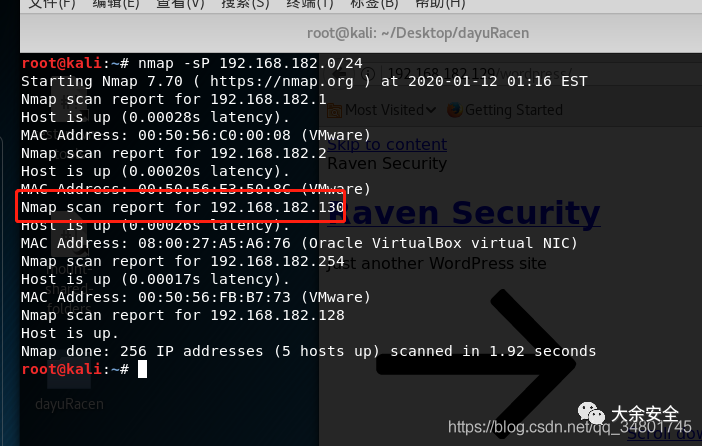 文件(F) 编辑(E) 查看(V) 搜索(S) 终端(T) 标签(B) 帮助(H)
root@kali: ~/Desktop/dayuRacen
root@kali:~# nmap -sP 192.168.182.0/24
Starting Nmap 7.70 ( https://nmap.org ) at 2020-01-12 01:16 EST
192.168.182.129/wordpress/
Nmap scan report for 192.168.182.1
Host is up (0.00028s latency).
Most Visited
Getting Started
MAC Address: 00:50:56:C0:00:08 (VMware)
Skip to content
Nmap scan report for 192.168.182.2
Raven Security
Host is up (0.00020s latency).
MAC Address: 00:50:56:E3:50:8C (VMware)
Nmap scan report for 192.168.182.130
Raven Security
Host is up (0.00026s latency).
MAC Address: 08:00:27:A5:A6:76 (Oracle VirtualBox virtual NIC)
Nmap scan report for 192.168.182.254
Just another WordPress site
mount-
shared-
folders
Host is up (0.00017s latency).
MAC Address: 00:50:56:FB:B7:73 (VMware)
Nmap scan report for 192.168.182.128
Host is up.
Nmap done: 256 IP addresses (5 hosts up) scanned in 1.92 seconds
root@kali:~#
dayuRacen
大余安全
https://blog.csdn.net/qq_34801745
Scroll down